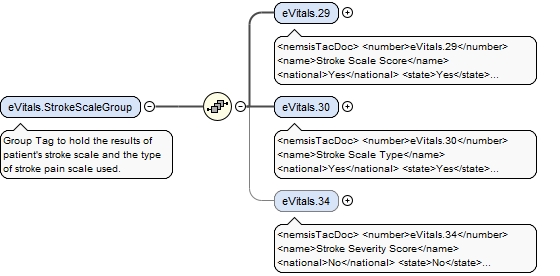 eVitals.29
<nemsisTacDoc> <number>eVitals.29</number>
<name>Stroke Scale Score</name>
<national>Yes</national> <state>Yes</state>...
eVitals.StrokeScaleGroup
Group Tag to hold the results of
patient's stroke scale and the type
of stroke pain scale used.
eVitals.30
<nemsisTacDoc> <number>eVitals.30</number>
<name>Stroke Scale Type</name>
<national>Yes</national> <state>Yes</state>...
eVitals.34
<nemsisTacDoc> <number>eVitals.34</number>
<name>Stroke Severity Score</name>
<national>No</national> <state>No</state>...